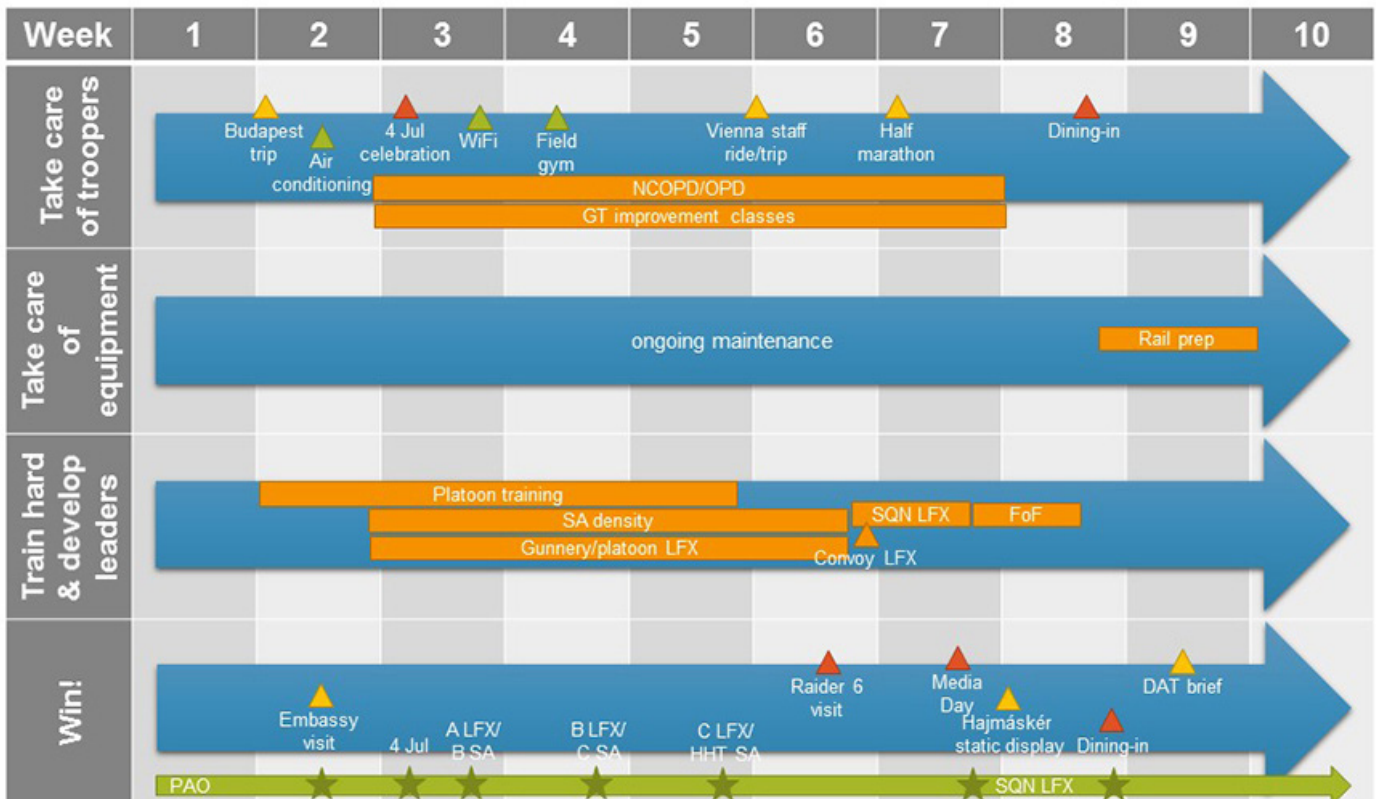 Week 1 2 3 4 5 6 7 8 9 10
Take care
of troopers
Budapest
trip
Air
conditioning
4 Jul
celebration
WiFi
Field
gym
Vienna staff
ride/trip
Half
marathon
Dining-in
NCOPD/OPD
GT improvement classes
Take care
of
equipment
ongoing maintenance
Rail prep
Train hard
& develop
leaders
Platoon training
SA density
Gunnery/platoon LFX
SQN LFX
FoF
Convoy LFX
Win!
Embassy
visit
4 Jul
A LFX/
B SA
B LFX/
C SA
C LFX/
HHT SA
Raider 6
visit
Media
Day
Hajmáskér
static display
Dining-in
DAT brief
PAO
SQN LFX